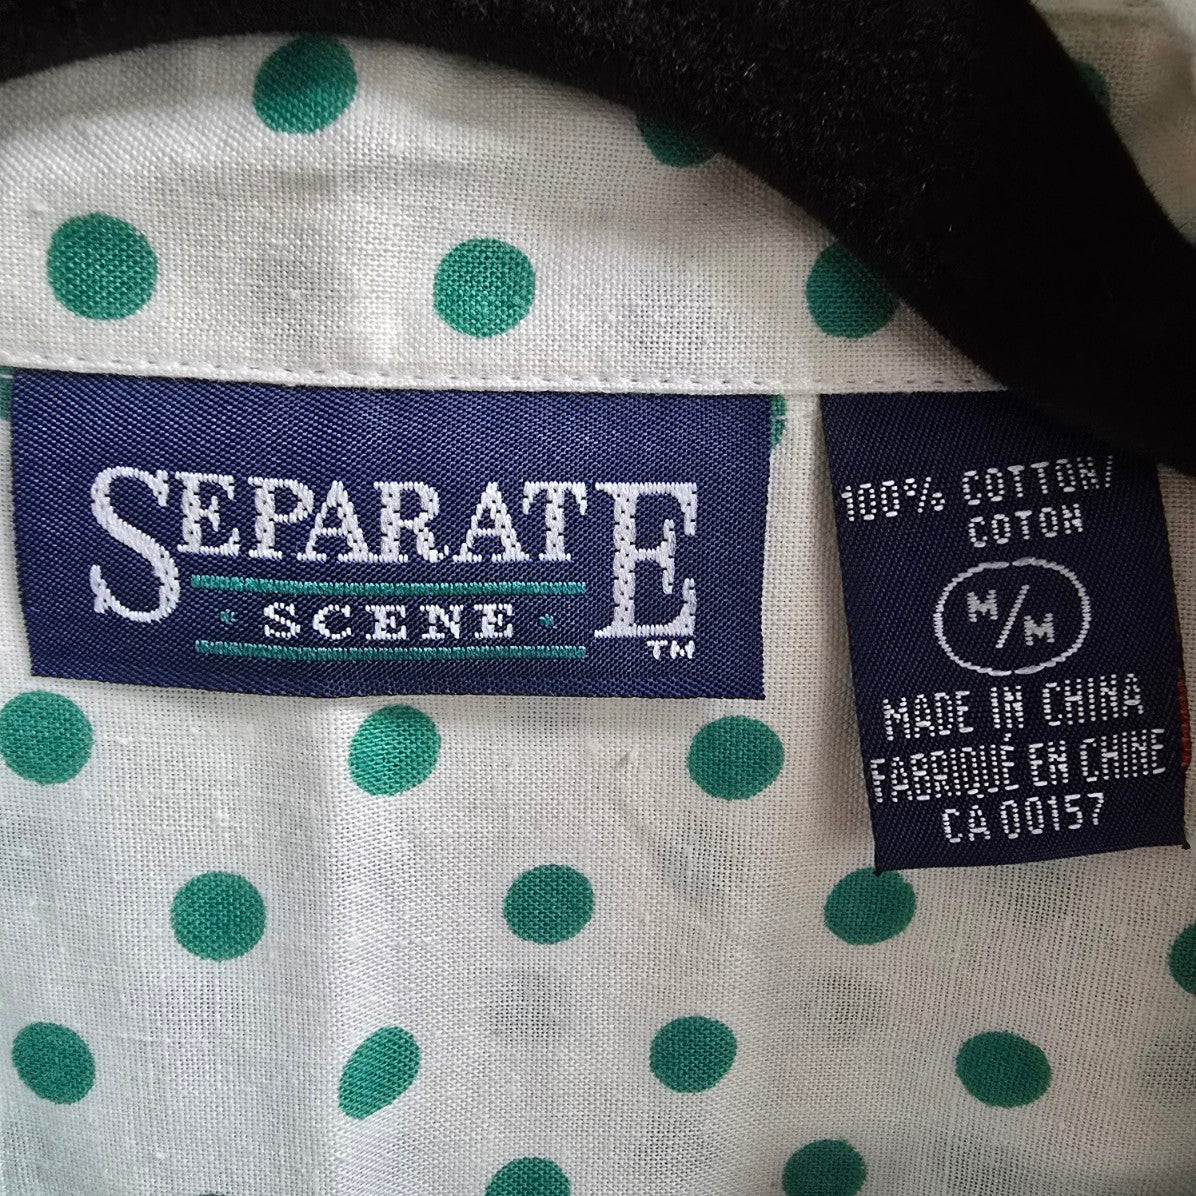 SEPARATE
• SCENE •
TM
100% COTTON/
COTON
M/M
MADE IN CHINA
FABRIQUÉ EN CHINE
CA 00157